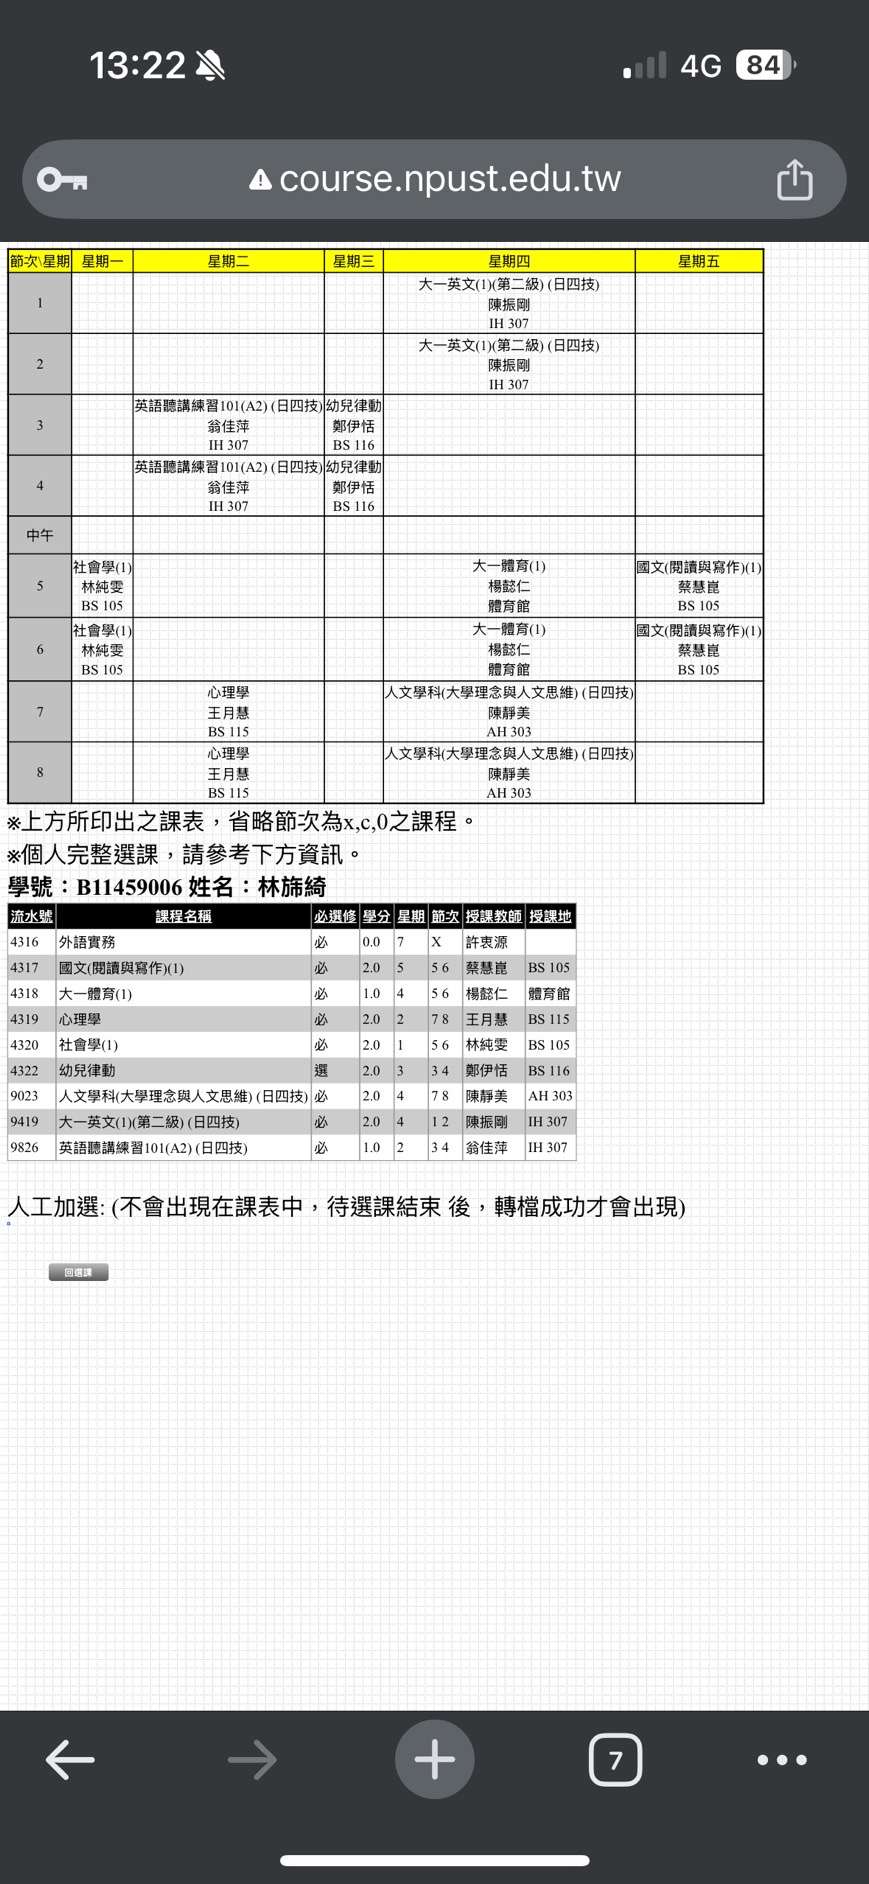 13:22 4G 84
course.npust.edu.tw
節次\星期 星期一 星期二 星期三 星期四 星期五
1 大一英文(1)(第二級) (日四技)
陳振剛
IH 307
2 大一英文(1)(第二級) (日四技)
陳振剛
IH 307
3 英語聽講練習101(A2) (日四技) 幼兒律動
翁佳萍 鄭伊恬
IH 307 BS 116
4 英語聽講練習101(A2) (日四技) 幼兒律動
翁佳萍 鄭伊恬
IH 307 BS 116
中午
5 社會學(1) 大一體育(1) 國文(閱讀與寫作)(1)
林純雯 楊懿仁 蔡慧崑
BS 105 體育館 BS 105
6 社會學(1) 大一體育(1) 國文(閱讀與寫作)(1)
林純雯 楊懿仁 蔡慧崑
BS 105 體育館 BS 105
7 心理學 人文學科(大學理念與人文思維) (日四技)
王月慧 陳靜美
BS 115 AH 303
8 心理學 人文學科(大學理念與人文思維) (日四技)
王月慧 陳靜美
BS 115 AH 303
※上方所印出之課表，省略節次為x,c,0之課程。
※個人完整選課，請參考下方資訊。
學號：B11459006 姓名：林旆綺
流水號 課程名稱 必選修 學分 星期 節次 授課教師 授課地
4316 外語實務 必 0.0 7 X 許衷源
4317 國文(閱讀與寫作)(1) 必 2.0 5 5 6 蔡慧崑 BS 105
4318 大一體育(1) 必 1.0 4 5 6 楊懿仁 體育館
4319 心理學 必 2.0 2 7 8 王月慧 BS 115
4320 社會學(1) 必 2.0 1 5 6 林純雯 BS 105
4322 幼兒律動 選 2.0 3 3 4 鄭伊恬 BS 116
9023 人文學科(大學理念與人文思維) (日四技) 必 2.0 4 7 8 陳靜美 AH 303
9419 大一英文(1)(第二級) (日四技) 必 2.0 4 1 2 陳振剛 IH 307
9826 英語聽講練習101(A2) (日四技) 必 1.0 2 3 4 翁佳萍 IH 307
人工加選: (不會出現在課表中，待選課結束 後，轉檔成功才會出現)
回選課
7